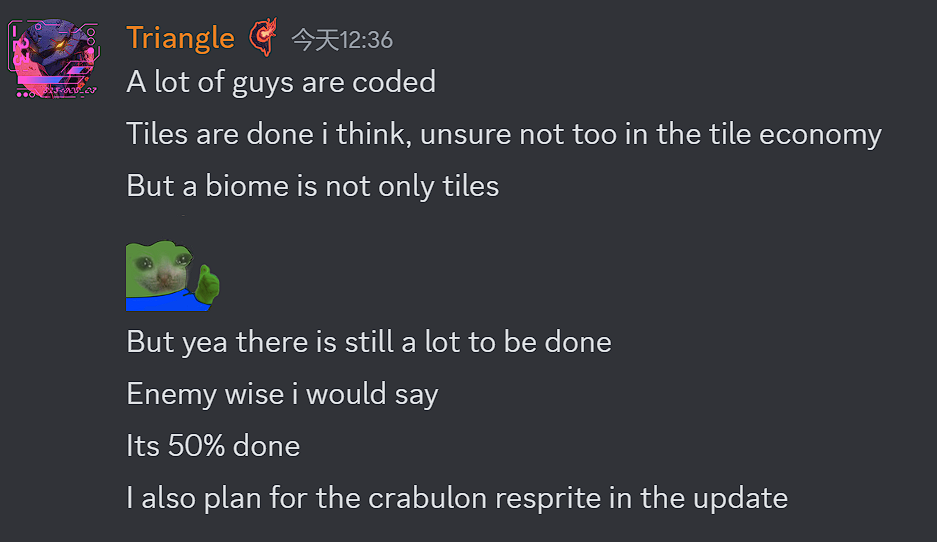 Triangle 今天12:36
A lot of guys are coded
Tiles are done i think, unsure not too in the tile economy
But a biome is not only tiles
But yea there is still a lot to be done
Enemy wise i would say
Its 50% done
I also plan for the crabulon resprite in the update